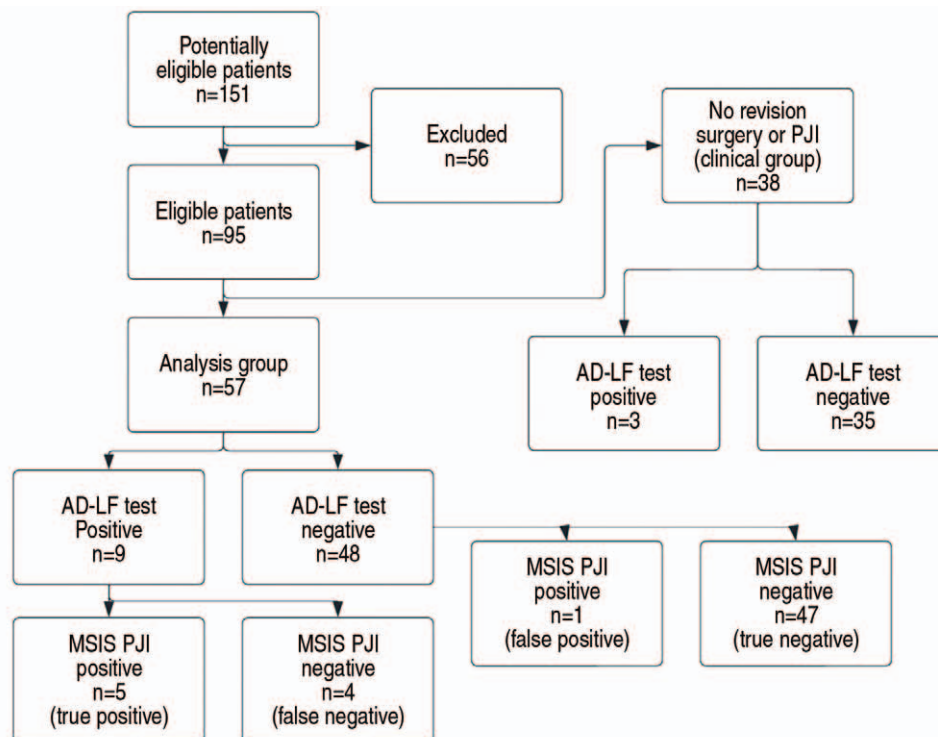 Potentially
eligible patients
n=151
Excluded
n=56
No revision
surgery or PJI
(clinical group)
n=38
Eligible patients
n=95
Analysis group
n=57
AD-LF test
positive
n=3
AD-LF test
negative
n=35
AD-LF test
Positive
n=9
AD-LF test
negative
n=48
MSIS PJI
positive
n=1
(false positive)
MSIS PJI
negative
n=47
(true negative)
MSIS PJI
positive
n=5
(true positive)
MSIS PJI
negative
n=4
(false negative)